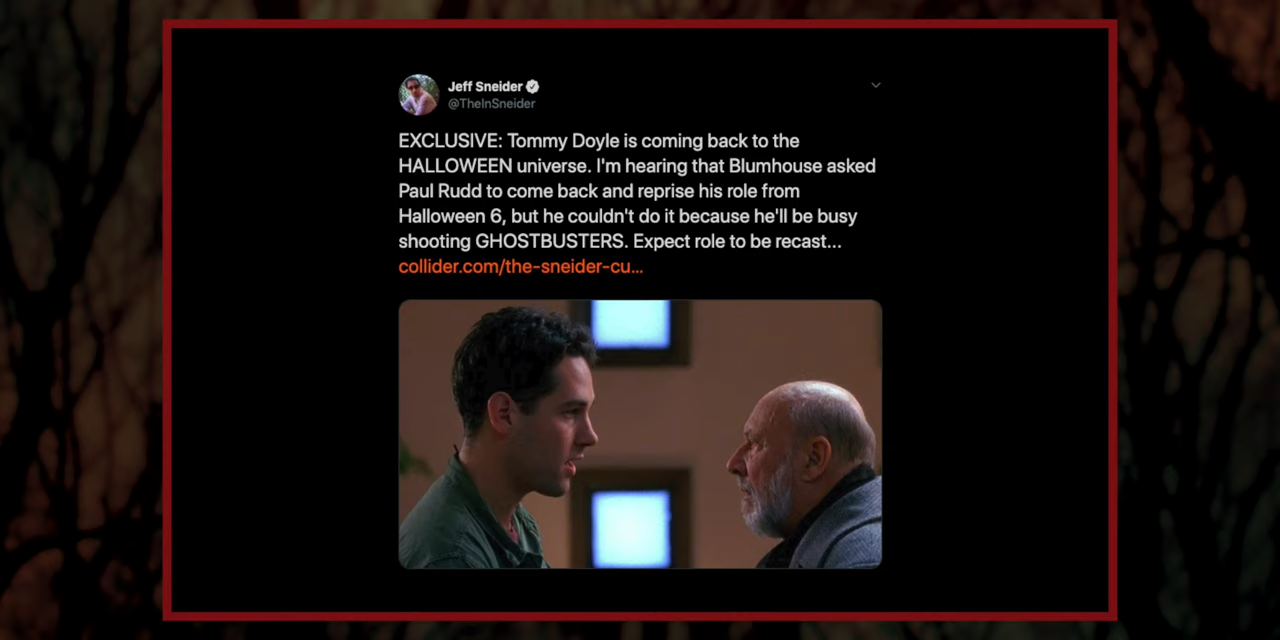 Jeff Sneider
@TheInSneider
EXCLUSIVE: Tommy Doyle is coming back to the
HALLOWEEN universe. I'm hearing that Blumhouse asked
Paul Rudd to come back and reprise his role from
Halloween 6, but he couldn't do it because he'll be busy
shooting GHOSTBUSTERS. Expect role to be recast...
collider.com/the-sneider-cu...